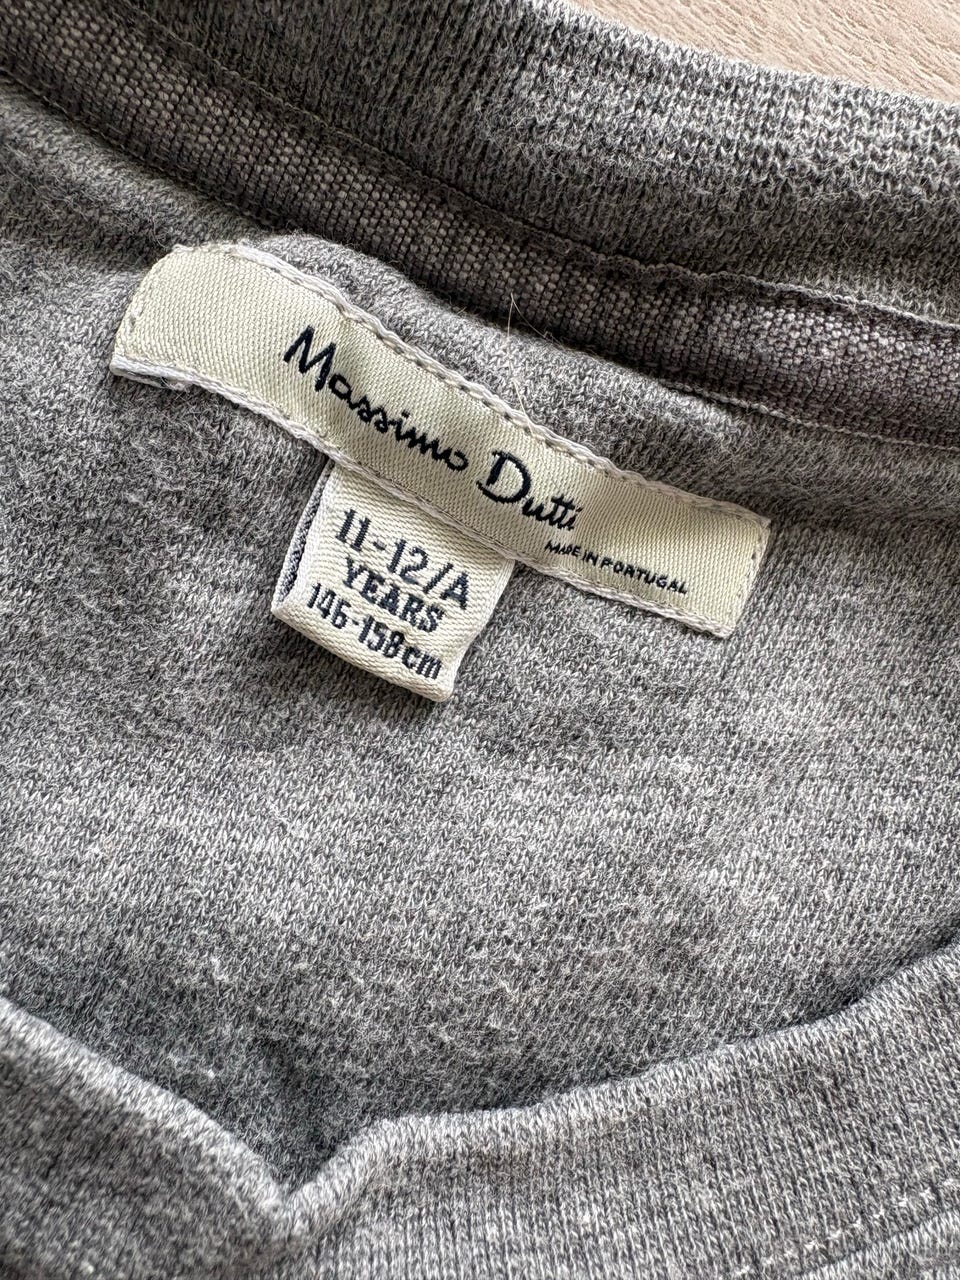 Massimo Dutti
MADE IN PORTUGAL
11-12/A
YEARS
146-158cm